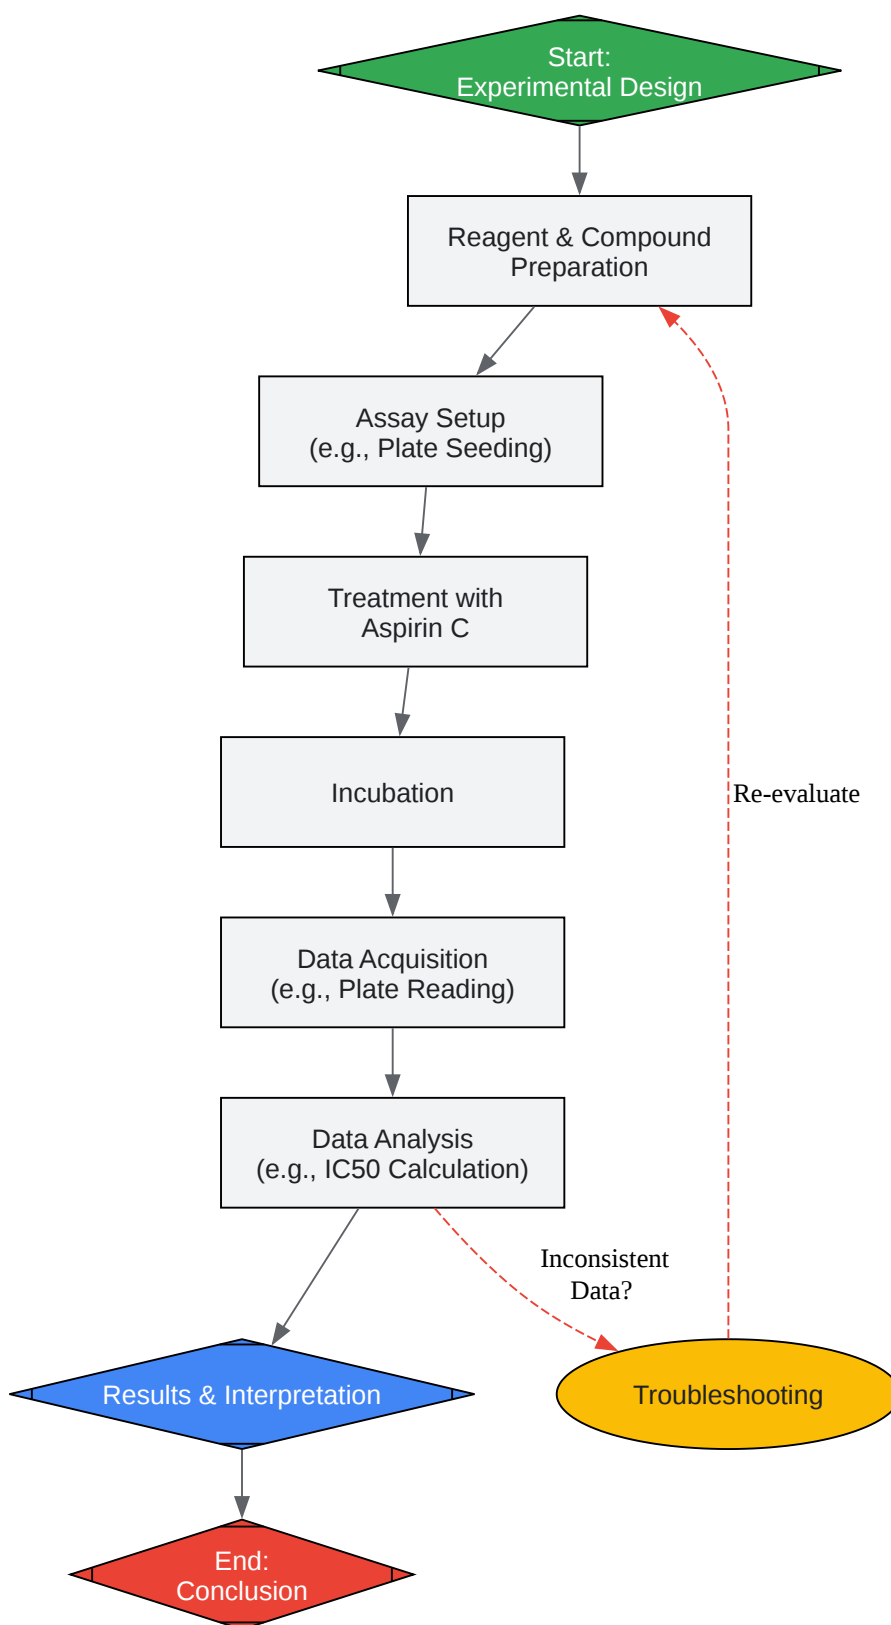 Start:
Experimental Design
Reagent & Compound
Preparation
Assay Setup
(e.g., Plate Seeding)
Treatment with
Aspirin C
Incubation
Re-evaluate
Data Acquisition
(e.g., Plate Reading)
Data Analysis
(e.g., IC50 Calculation)
Inconsistent
Data?
Results & Interpretation
Troubleshooting
End:
Conclusion